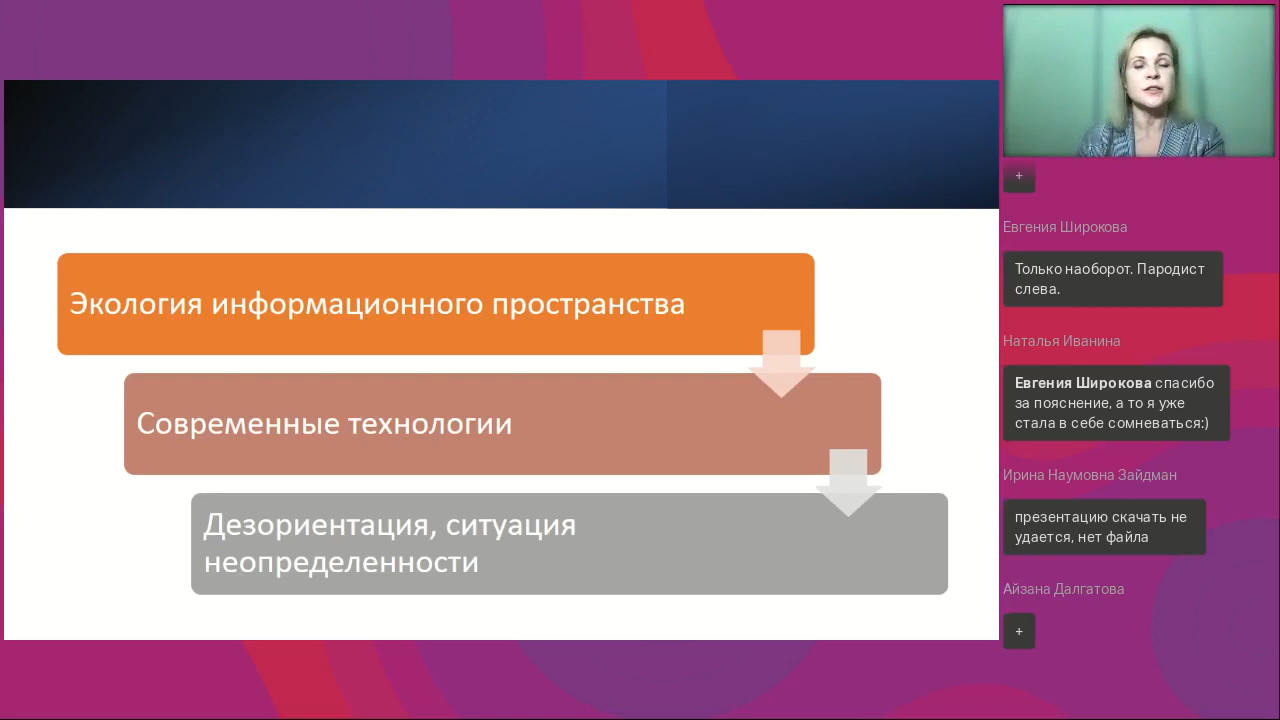 Экология информационного пространства
Современные технологии
Дезориентация, ситуация
неопределенности
+
Евгения Широкова
Только наоборот. Пародист
слева.
Наталья Иванина
Евгения Широкова спасибо
за пояснение, а то я уже
стала в себе сомневаться:)
Ирина Наумовна Зайдман
презентацию скачать не
удается, нет файла
Айзана Далгатова
+